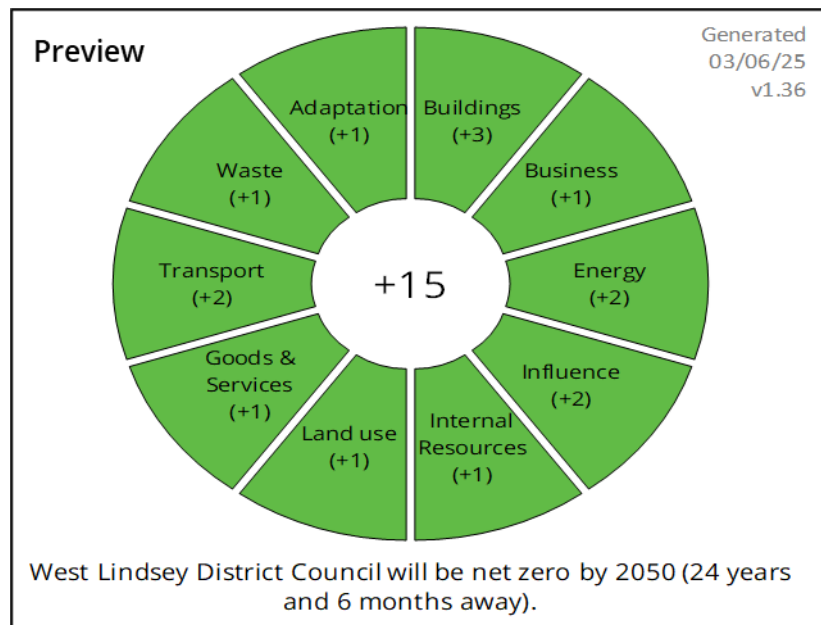 Preview
Generated
03/06/25
v1.36
Adaptation
(+1)
Buildings
(+3)
Waste
(+1)
Business
(+1)
Transport
(+2)
+15
Energy
(+2)
Goods &
Services
(+1)
Influence
(+2)
Land use
(+1)
Internal
Resources
(+1)
West Lindsey District Council will be net zero by 2050 (24 years
and 6 months away).